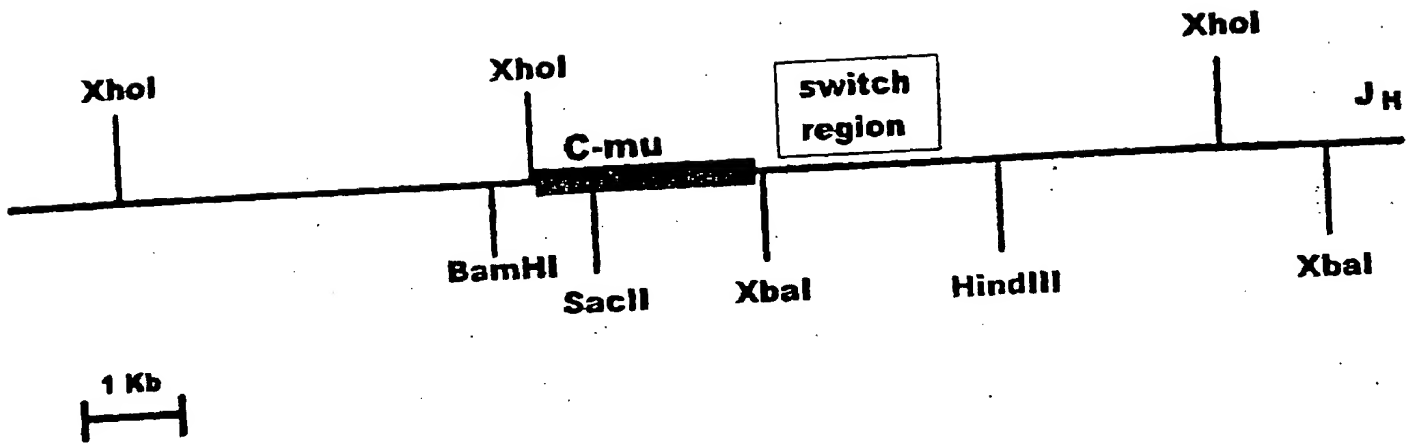 XhoI
XhoI
XhoI
C-mu
switch
region
J H
BamHI
SacII
XbaI
HindIII
XbaI
1 Kb